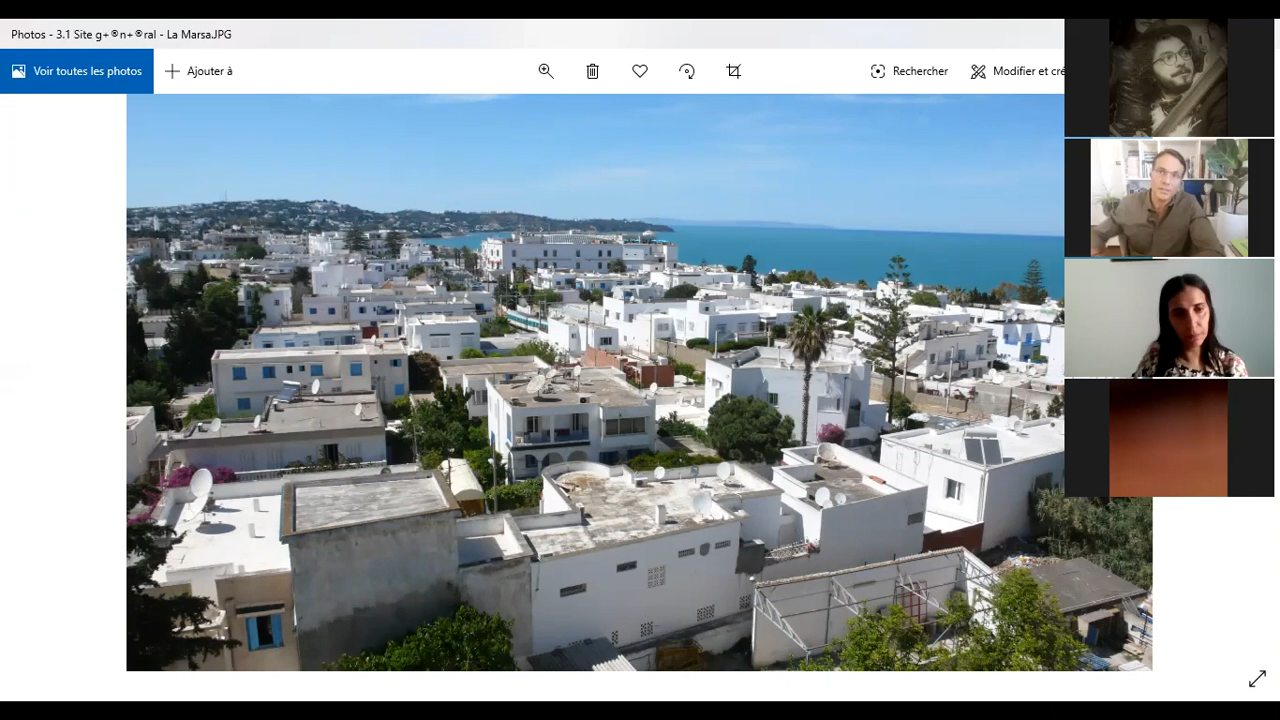 Photos - 3.1 Site g+®n+®ral - La Marsa.JPG
Voir toutes les photos
Ajouter à
Rechercher
Modifier et cré